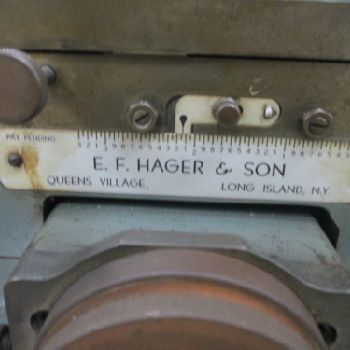 PAT. PENDING
E. F. HAGER & SON
QUEENS VILLAGE, LONG ISLAND, N.Y.